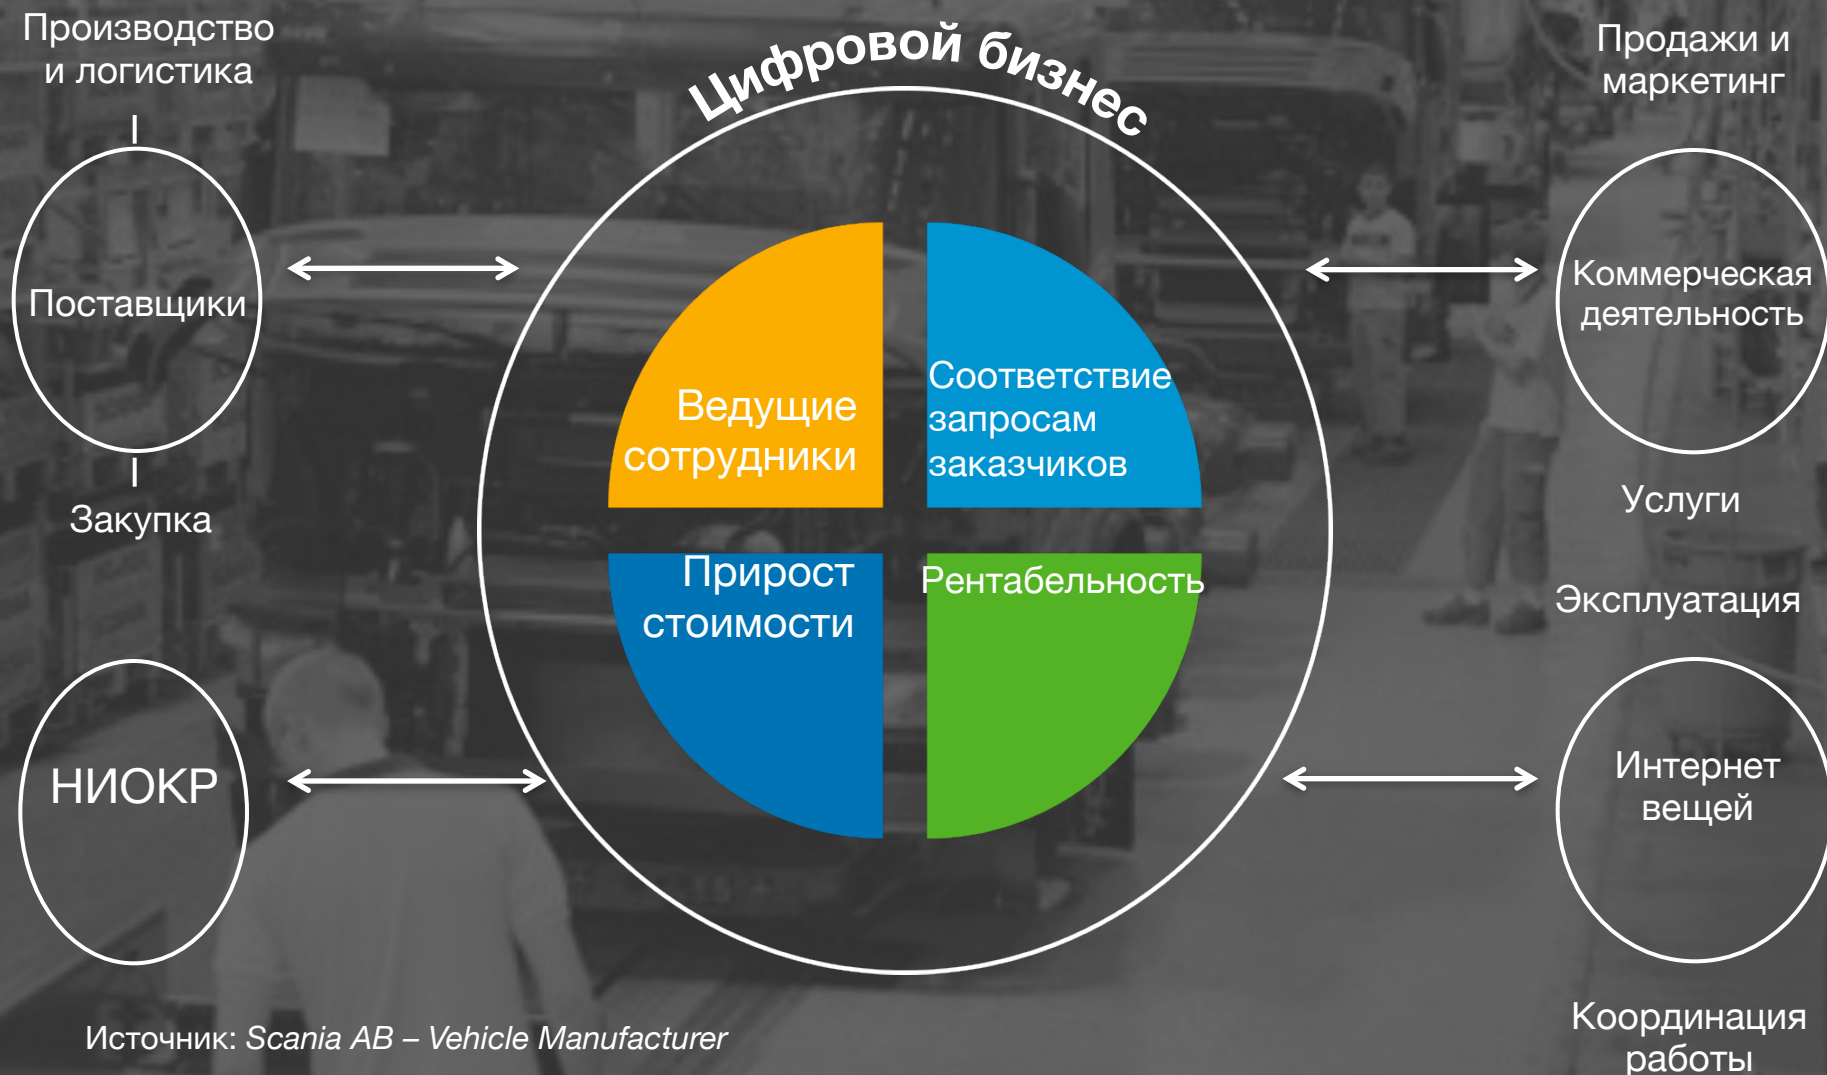 Производство
и логистика
Поставщики
Закупка
НИОКР
Цифровой бизнес
Ведущие
сотрудники
Соответствие
запросам
заказчиков
Прирост
стоимости
Рентабельность
Продажи и
маркетинг
Коммерческая
деятельность
Услуги
Эксплуатация
Интернет
вещей
Координация
работы
Источник: Scania AB – Vehicle Manufacturer